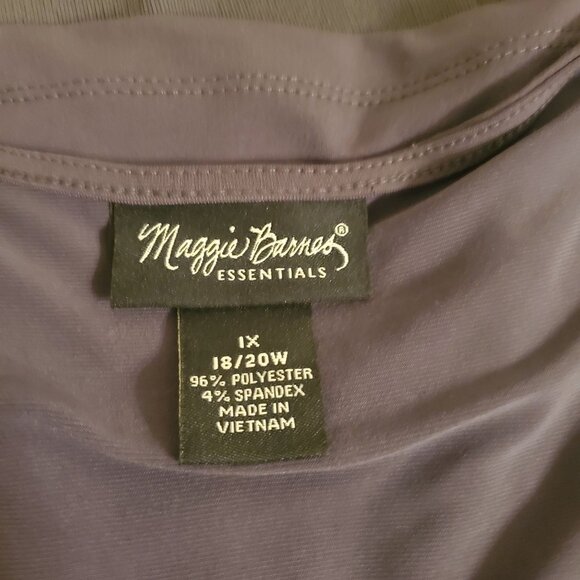 Maggie Barnes®
ESSENTIALS
1X
18/20W
96% POLYESTER
4% SPANDEX
MADE IN
VIETNAM